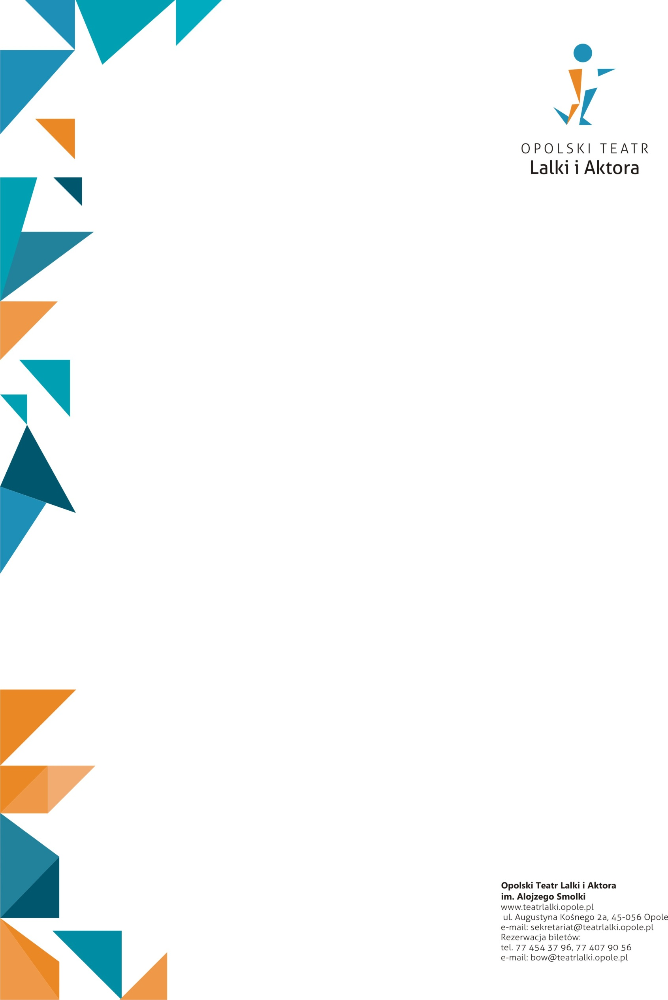 OPOLSKI TEATR
Lalki i Aktora
Opolski Teatr Lalki i Aktora
im. Alojzego Smolki
www.teatrlalki.opole.pl
ul. Augustyna Kośnego 2a, 45-056 Opole
e-mail: sekretariat@teatrlalki.opole.pl
Rezerwacja biletów:
tel. 77 454 37 96, 77 407 90 56
e-mail: bow@teatrlalki.opole.pl